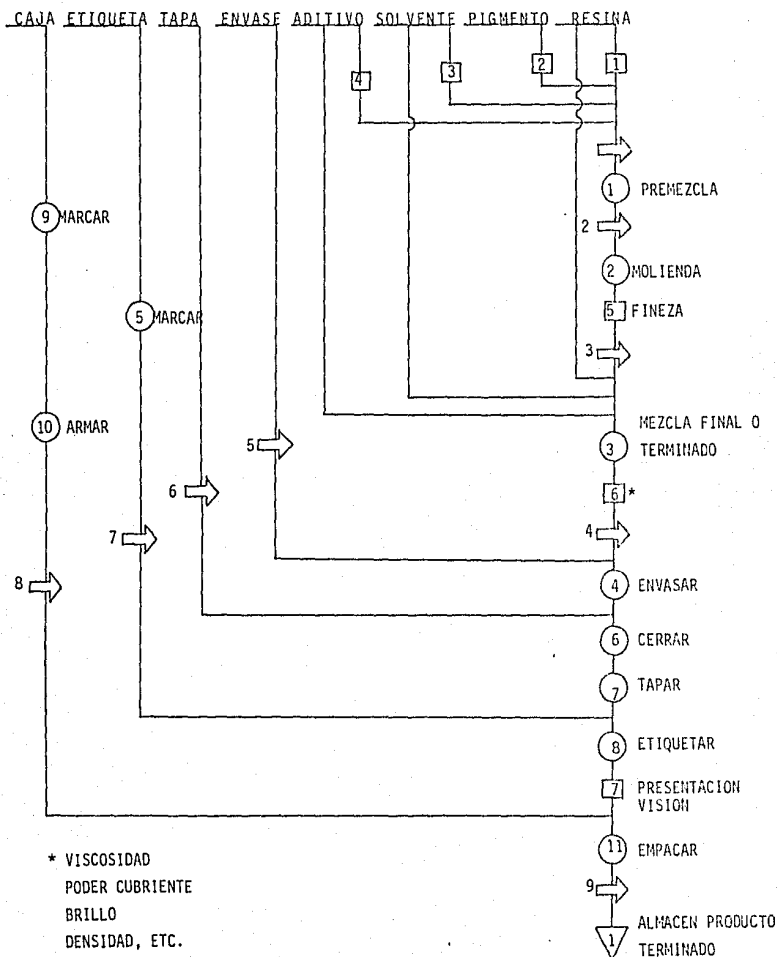 CAJA ETIQUETA TAPA ENVASE ADITIVO SOLVENTE PIGMENTO RESINA
4 3 2 1
1 PREMEZCLA
9 MARCAR
2
2 MOLIENDA
5 MARCAR
5 FINEZA
3
10 ARMAR
MEZCLA FINAL O
3 TERMINADO
5
6
6 *
7
4
8
4 ENVASAR
6 CERRAR
7 TAPAR
8 ETIQUETAR
7 PRESENTACION
VISION
11 EMPACAR
* VISCOSIDAD
PODER CUBRIENTE
9
BRILLO
DENSIDAD, ETC.
1 ALMACEN PRODUCTO
TERMINADO